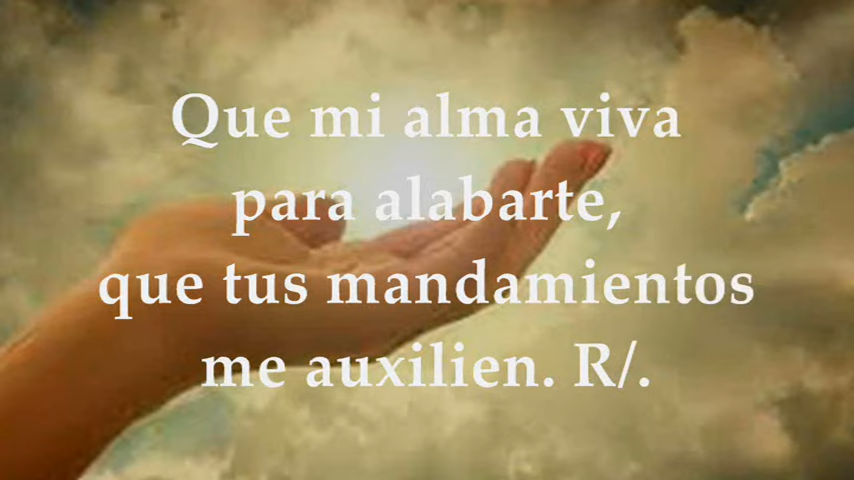 Que mi alma viva
para alabarte,
que tus mandamientos
me auxilien. R/.